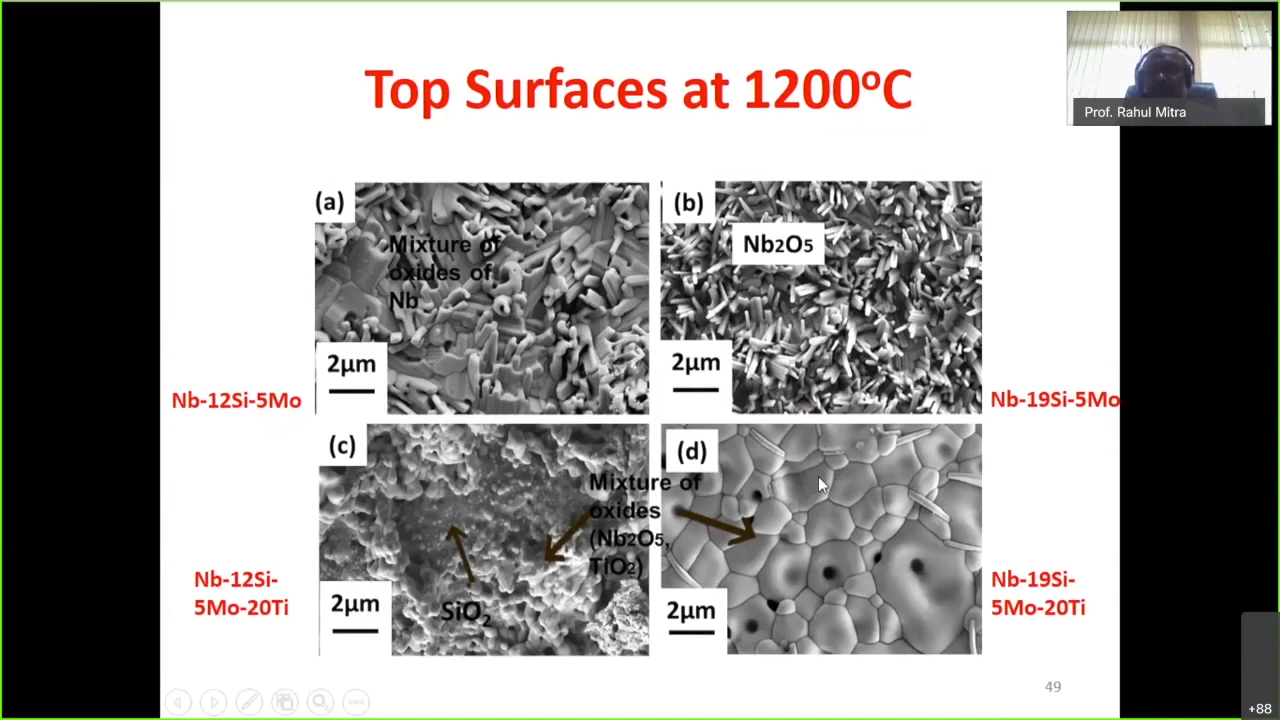 Top Surfaces at 1200ºC
Prof. Rahul Mitra
(a)
Mixture of
oxides of
Nb
2μm
Nb-12Si-5Mo
(b)
Nb2O5
2μm
Nb-19Si-5Mo
(c)
SiO2
2μm
Nb-12Si-
5Mo-20Ti
Mixture of
oxides
(Nb2O5,
TiO2)
(d)
2μm
Nb-19Si-
5Mo-20Ti
49
+88